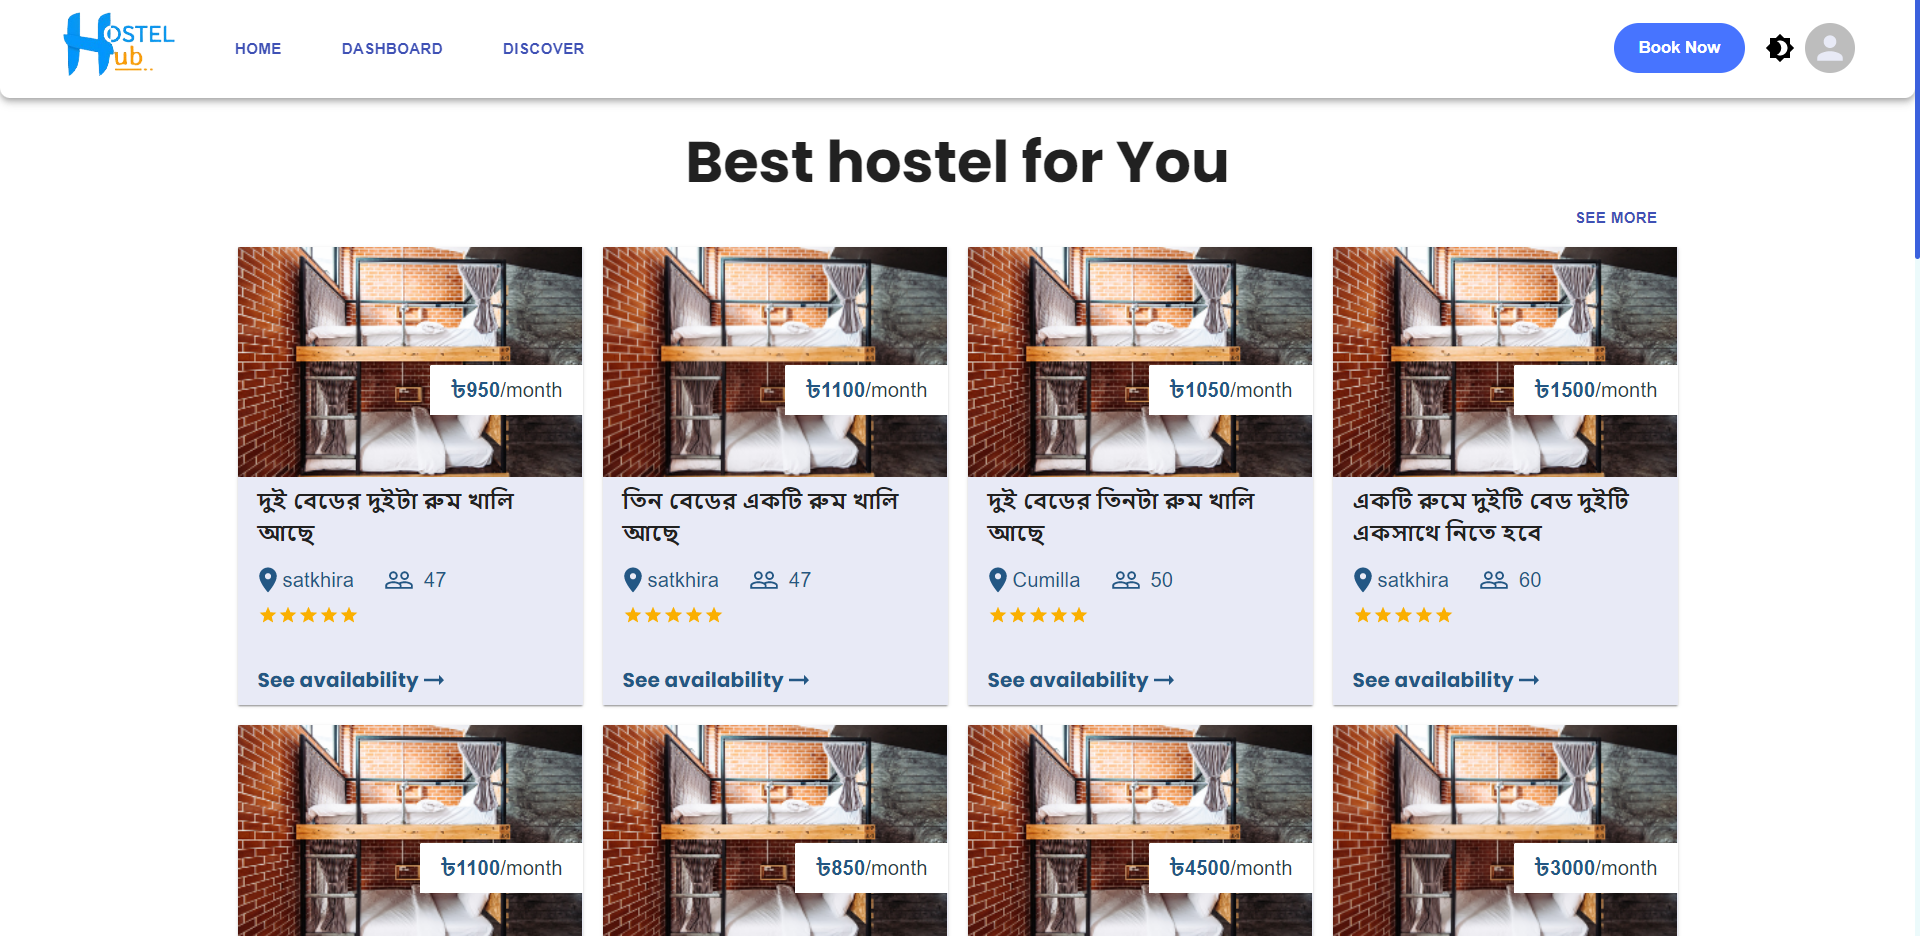 HOSTEL
Hub
HOME DASHBOARD DISCOVER
Book Now
Best hostel for You
SEE MORE
৳950/month ৳1100/month ৳1050/month ৳1500/month
দুই বেডের দুইটা রুম খালি
আছে
satkhira 47
See availability
তিন বেডের একটি রুম খালি
আছে
satkhira 47
See availability
দুই বেডের তিনটা রুম খালি
আছে
Cumilla 50
See availability
একটি রুমে দুইটি বেড দুইটি
একসাথে নিতে হবে
satkhira 60
See availability
৳1100/month ৳850/month ৳4500/month ৳3000/month